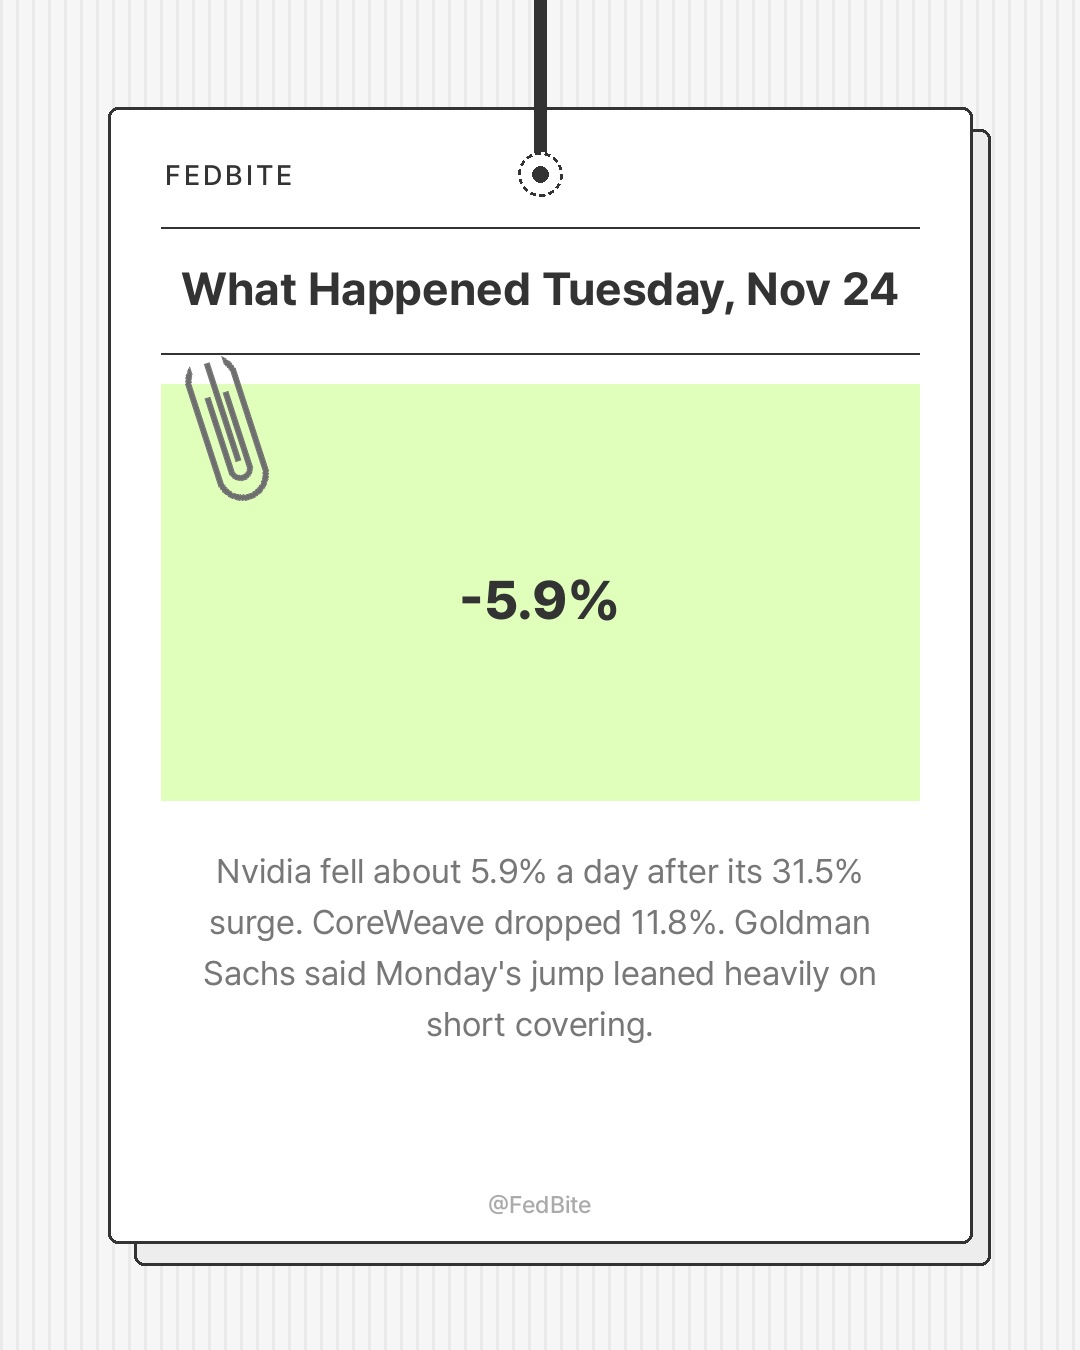 FEDBITE
What Happened Tuesday, Nov 24
-5.9%
Nvidia fell about 5.9% a day after its 31.5%
surge. CoreWeave dropped 11.8%. Goldman
Sachs said Monday's jump leaned heavily on
short covering.
@FedBite